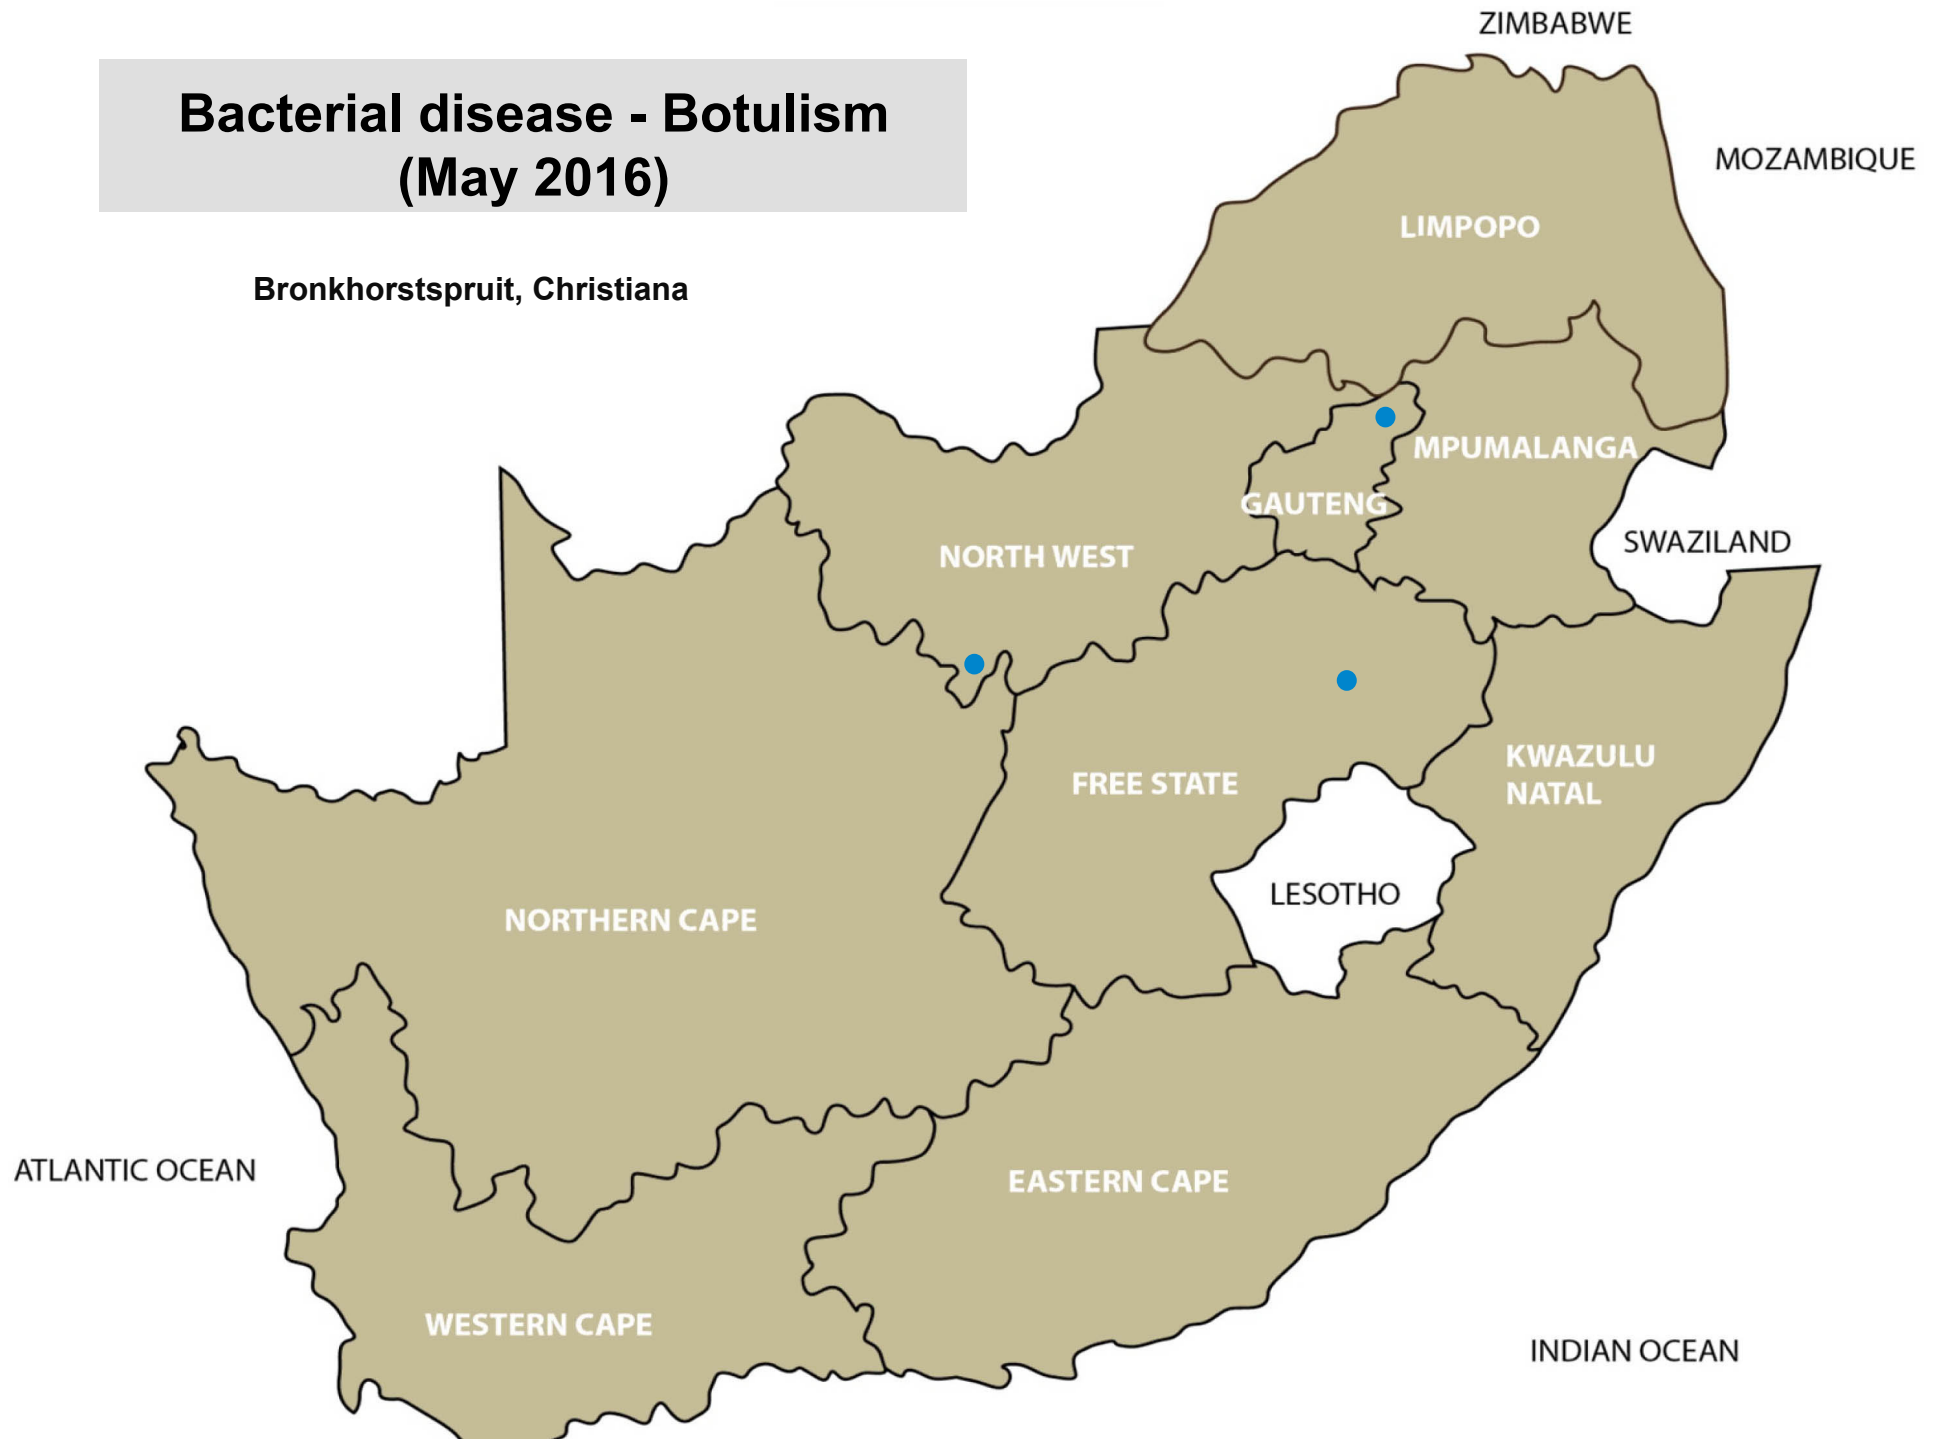 Bacterial disease - Botulism
(May 2016)
Bronkhorstspruit, Christiana
ZIMBABWE
MOZAMBIQUE
LIMPOPO
MPUMALANGA
GAUTENG
SWAZILAND
NORTH WEST
KWAZULU
NATAL
FREE STATE
LESOTHO
NORTHERN CAPE
ATLANTIC OCEAN
EASTERN CAPE
WESTERN CAPE
INDIAN OCEAN